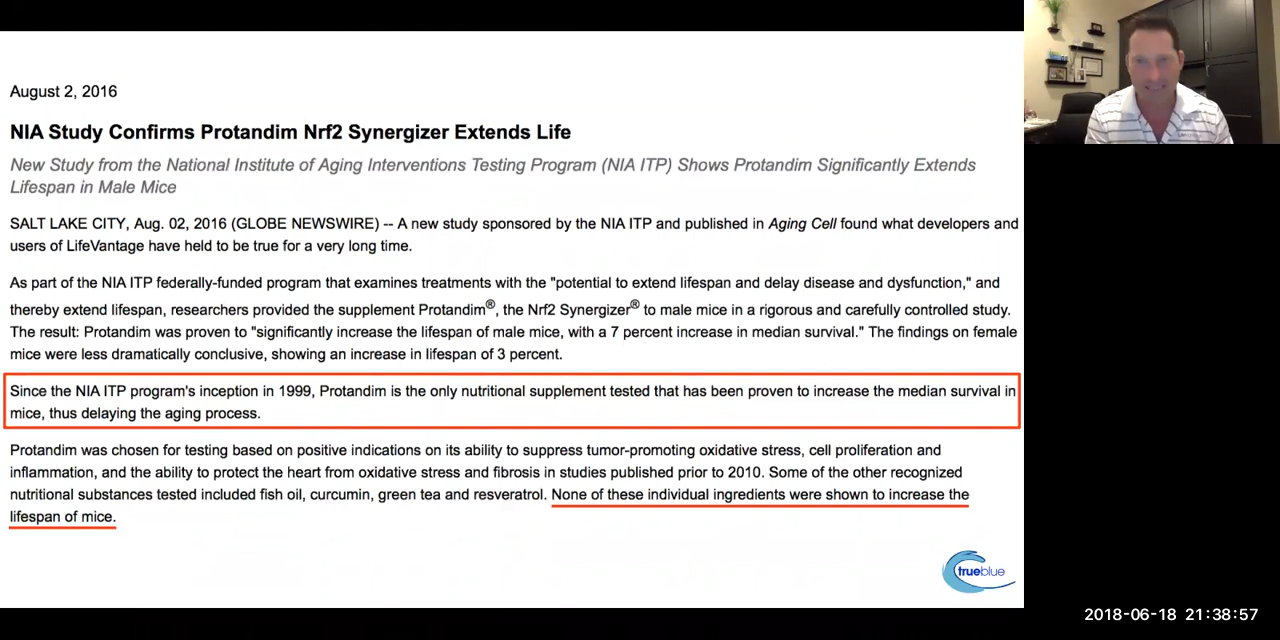 August 2, 2016
NIA Study Confirms Protandim Nrf2 Synergizer Extends Life
New Study from the National Institute of Aging Interventions Testing Program (NIA ITP) Shows Protandim Significantly Extends
Lifespan in Male Mice
SALT LAKE CITY, Aug. 02, 2016 (GLOBE NEWSWIRE) -- A new study sponsored by the NIA ITP and published in Aging Cell found what developers and
users of LifeVantage have held to be true for a very long time.
As part of the NIA ITP federally-funded program that examines treatments with the "potential to extend lifespan and delay disease and dysfunction," and
thereby extend lifespan, researchers provided the supplement Protandim®, the Nrf2 Synergizer® to male mice in a rigorous and carefully controlled study.
The result: Protandim was proven to "significantly increase the lifespan of male mice, with a 7 percent increase in median survival." The findings on female
mice were less dramatically conclusive, showing an increase in lifespan of 3 percent.
Since the NIA ITP program's inception in 1999, Protandim is the only nutritional supplement tested that has been proven to increase the median survival in
mice, thus delaying the aging process.
Protandim was chosen for testing based on positive indications on its ability to suppress tumor-promoting oxidative stress, cell proliferation and
inflammation, and the ability to protect the heart from oxidative stress and fibrosis in studies published prior to 2010. Some of the other recognized
nutritional substances tested included fish oil, curcumin, green tea and resveratrol. None of these individual ingredients were shown to increase the
lifespan of mice.
trueblue
2018-06-18 21:38:57